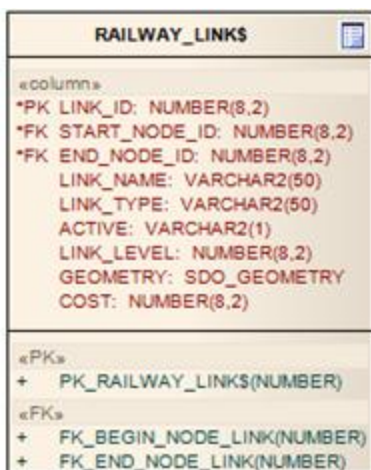 RAILWAY_LINK$
«column»
*PK LINK_ID: NUMBER(8,2)
*FK START_NODE_ID: NUMBER(8,2)
*FK END_NODE_ID: NUMBER(8,2)
LINK_NAME: VARCHAR2(50)
LINK_TYPE: VARCHAR2(50)
ACTIVE: VARCHAR2(1)
LINK_LEVEL: NUMBER(8,2)
GEOMETRY: SDO_GEOMETRY
COST: NUMBER(8,2)
«PK»
+ PK_RAILWAY_LINK$(NUMBER)
«FK»
+ FK_BEGIN_NODE_LINK(NUMBER)
+ FK_END_NODE_LINK(NUMBER)